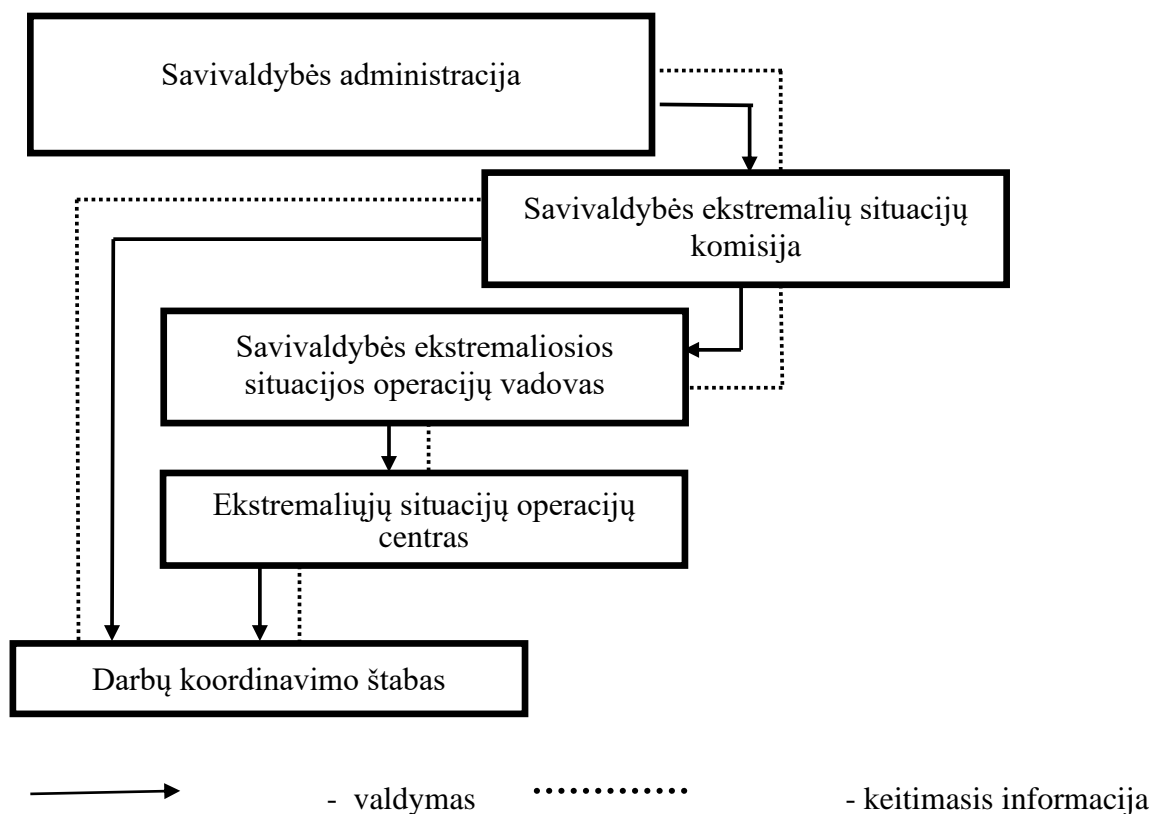 Savivaldybės administracija
Savivaldybės ekstremalių situacijų
komisija
Savivaldybės ekstremaliosios
situacijos operacijų vadovas
Ekstremaliųjų situacijų operacijų
centras
Darbų koordinavimo štabas
- valdymas
- keitimasis informacija